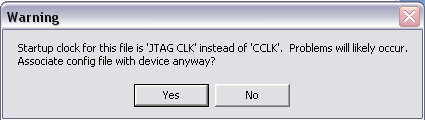 Warning
Startup clock for this file is 'JTAG CLK' instead of 'CCLK'. Problems will likely occur.
Associate config file with device anyway?
Yes No